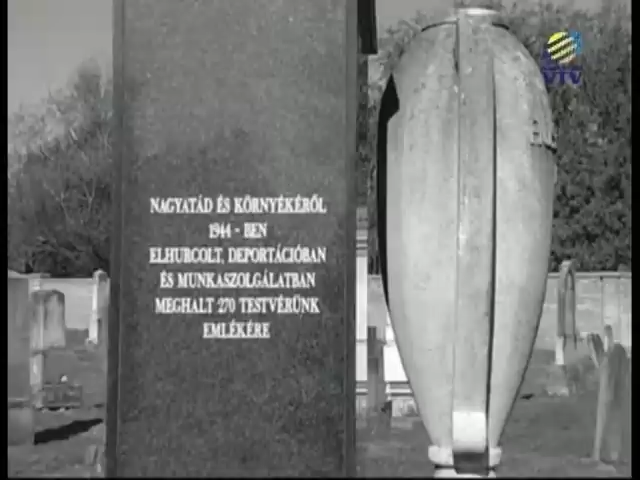 VTV
NAGYATÁD ÉS KÖRNYÉKÉRŐL
1944 - BEN
ELHURCOLT, DEPORTÁCIÓBAN
ÉS MUNKASZOLGÁLATBAN
MEGHALT 270 TESTVÉRÜNK
EMLÉKÉRE